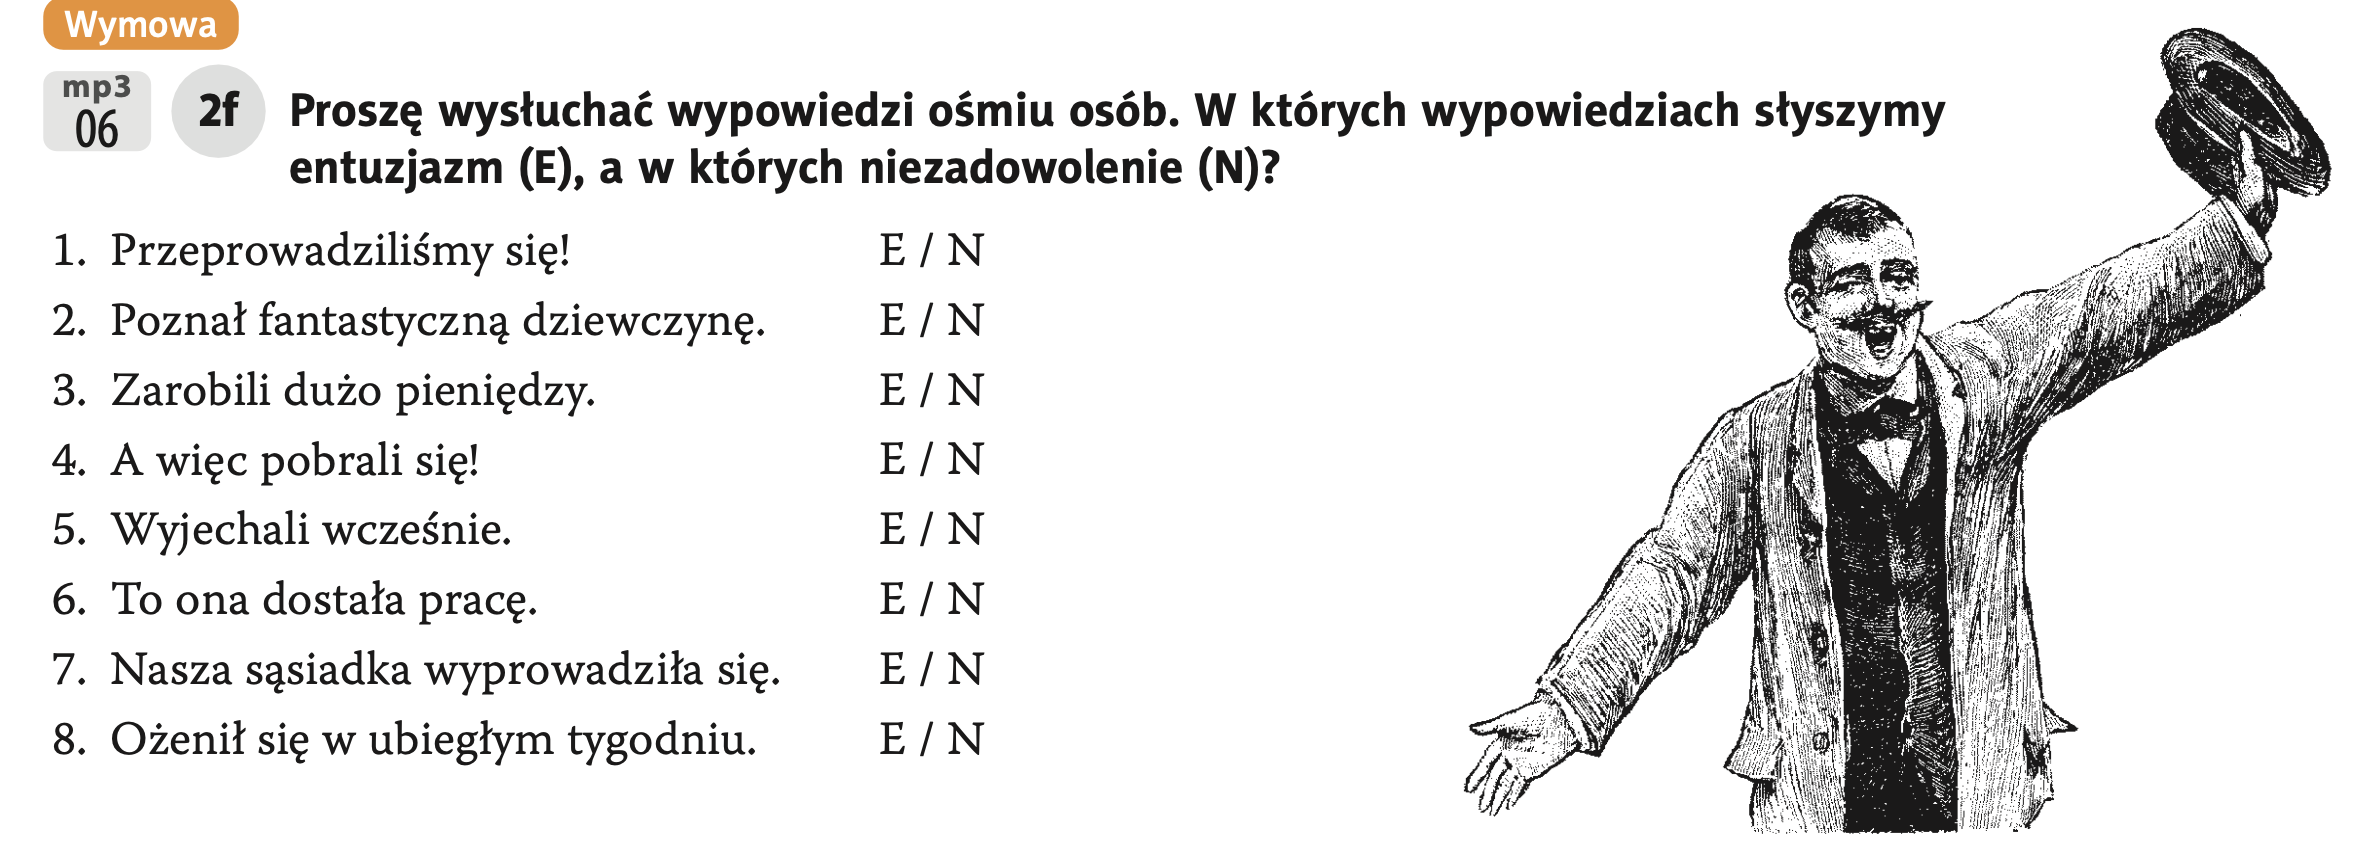 Wymowa
mp3
06
2f
Proszę wysłuchać wypowiedzi ośmiu osób. W których wypowiedziach słyszymy
entuzjazm (E), a w których niezadowolenie (N)?
1. Przeprowadziliśmy się! E / N
2. Poznał fantastyczną dziewczynę. E / N
3. Zarobili dużo pieniędzy. E / N
4. A więc pobrali się! E / N
5. Wyjechali wcześnie. E / N
6. To ona dostała pracę. E / N
7. Nasza sąsiadka wyprowadziła się. E / N
8. Ożenił się w ubiegłym tygodniu. E / N